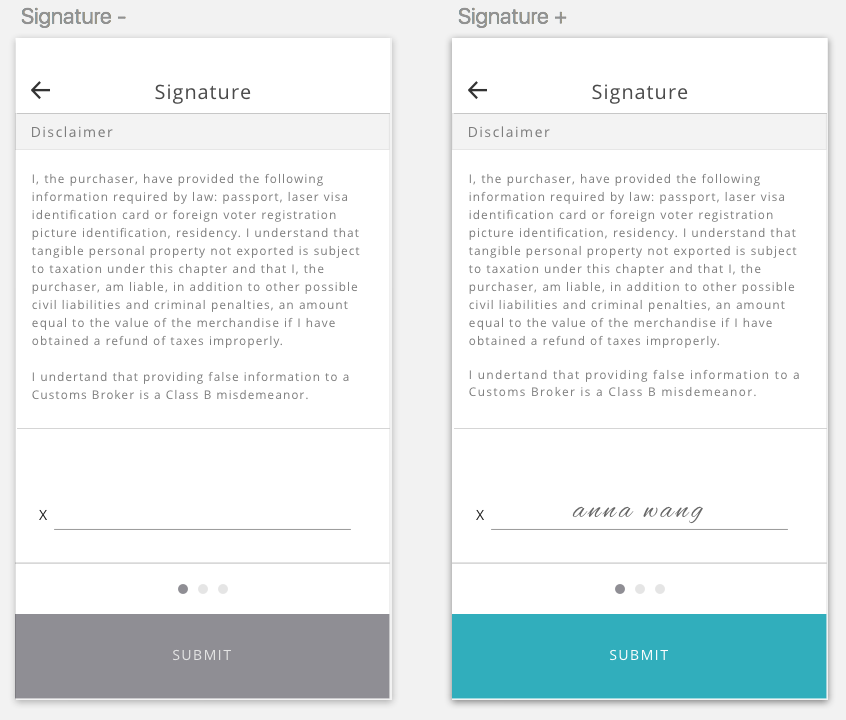 Signature -
Signature
Disclaimer
I, the purchaser, have provided the following
information required by law: passport, laser visa
identification card or foreign voter registration
picture identification, residency. I understand that
tangible personal property not exported is subject
to taxation under this chapter and that I, the
purchaser, am liable, in addition to other possible
civil liabilities and criminal penalties, an amount
equal to the value of the merchandise if I have
obtained a refund of taxes improperly.
I undertand that providing false information to a
Customs Broker is a Class B misdemeanor.
X
SUBMIT
Signature +
Signature
Disclaimer
I, the purchaser, have provided the following
information required by law: passport, laser visa
identification card or foreign voter registration
picture identification, residency. I understand that
tangible personal property not exported is subject
to taxation under this chapter and that I, the
purchaser, am liable, in addition to other possible
civil liabilities and criminal penalties, an amount
equal to the value of the merchandise if I have
obtained a refund of taxes improperly.
I undertand that providing false information to a
Customs Broker is a Class B misdemeanor.
X anna wang
SUBMIT